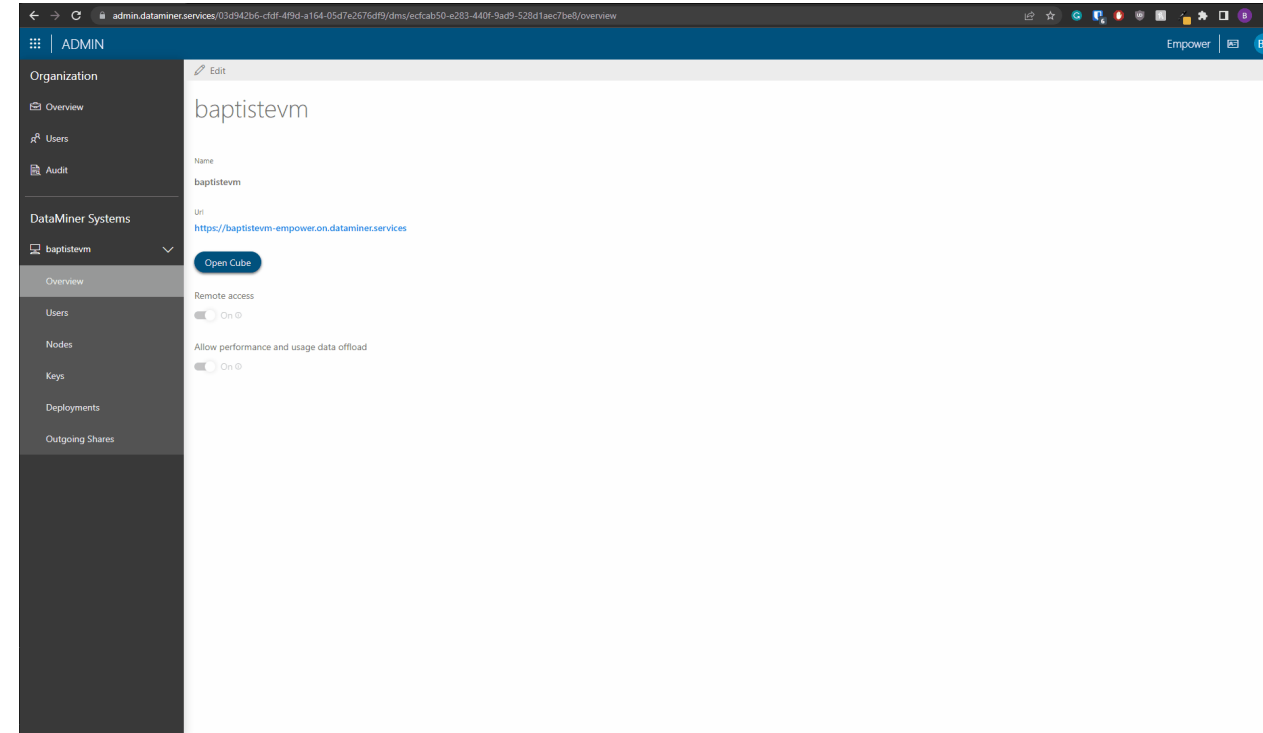 admin.dataminer.services/03d942b6-cfdf-4f9d-a164-05d7e2676df9/dms/ecfcab50-e283-440f-9ad9-528d1aec7be8/overview
ADMIN
Empower
Organization
Overview
Users
Audit
DataMiner Systems
baptistevm
Overview
Users
Nodes
Keys
Deployments
Outgoing Shares
Edit
baptistevm
Name
baptistevm
Url
https://baptistevm-empower.on.dataminer.services
Open Cube
Remote access
On
Allow performance and usage data offload
On